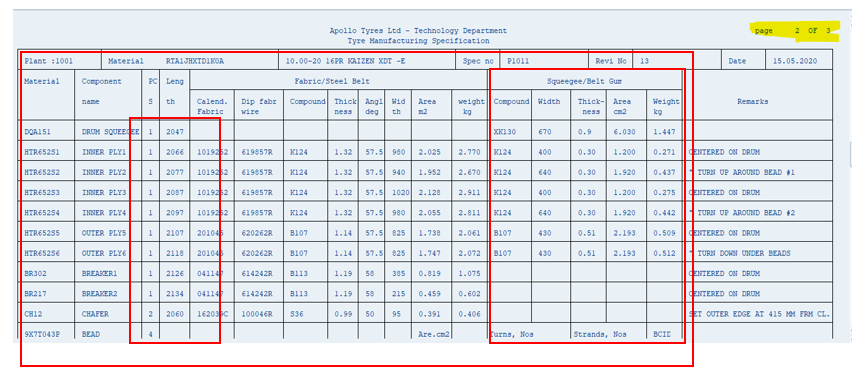 Apollo Tyres Ltd - Technology Department
page 2 OF 3
Tyre Manufacturing Specification
Plant :1001 Material RTA1JHXTD1K0A 10.00-20 16PR KAIZEN XDT -E Spec no P1011 Revi No 13 Date 15.05.2020
Material Component PC Leng Fabric/Steel Belt Squeegee/Belt Gum
name S th Calend. Dip fabr Compound Thick Angl Wid Area weight Compound Width Thick- Area Weight Remarks
Fabric wire ness deg th m2 kg ness cm2 kg
DQA151 DRUM SQUEEGEE 1 2047 XK130 670 0.9 6.030 1.447
HTR652S1 INNER PLY1 1 2066 1019252 619857R K124 1.32 57.5 980 2.025 2.770 K124 400 0.30 1.200 0.271 CENTERED ON DRUM
HTR652S2 INNER PLY2 1 2077 1019252 619857R K124 1.32 57.5 940 1.952 2.670 K124 640 0.30 1.920 0.437 " TURN UP AROUND BEAD #1
HTR652S3 INNER PLY3 1 2087 1019252 619857R K124 1.32 57.5 1020 2.128 2.911 K124 400 0.30 1.200 0.275 CENTERED ON DRUM
HTR652S4 INNER PLY4 1 2097 1019252 619857R K124 1.32 57.5 980 2.055 2.811 K124 640 0.30 1.920 0.442 " TURN UP AROUND BEAD #2
HTR652S5 OUTER PLY5 1 2107 620262R B107 1.14 57.5 825 1.738 2.061 B107 430 0.51 2.193 0.509 CENTERED ON DRUM
HTR652S6 OUTER PLY6 1 2118 620262R B107 1.14 57.5 825 1.747 2.072 B107 430 0.51 2.193 0.512 " TURN DOWN UNDER BEADS
BR302 BREAKER1 1 2126 614242R B113 1.19 58 385 0.819 1.075 CENTERED ON DRUM
BR217 BREAKER2 1 2134 614242R B113 1.19 58 215 0.459 0.602 CENTERED ON DRUM
CH12 CHAFER 2 2060 100046R S36 0.99 50 95 0.391 0.406 SET OUTER EDGE AT 415 MM FRM CL.
9X7T043P BEAD 4 Are.cm2 Turns, Nos Strands, Nos